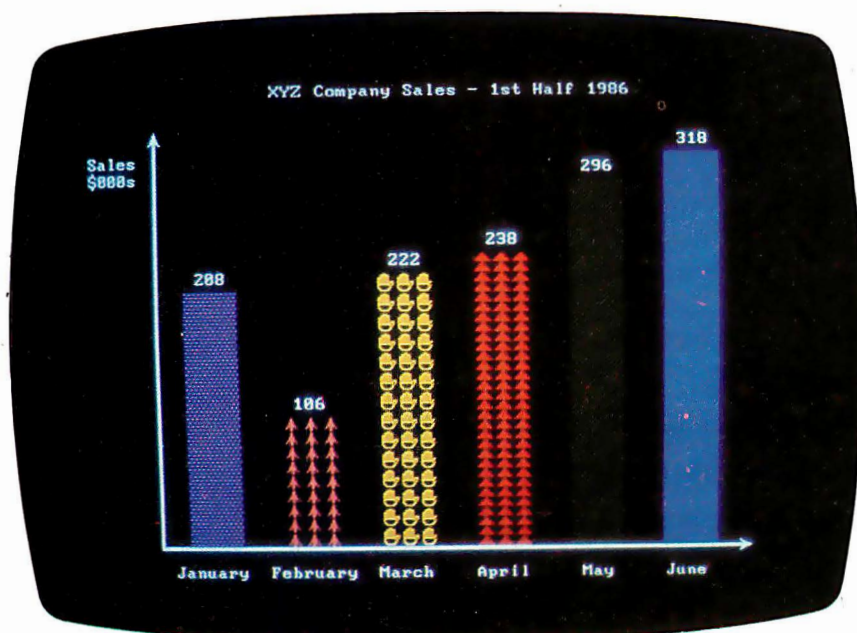 XYZ Company Sales - 1st Half 1986
Sales
$000s
208
106
222
238
296
318
January February March April May June